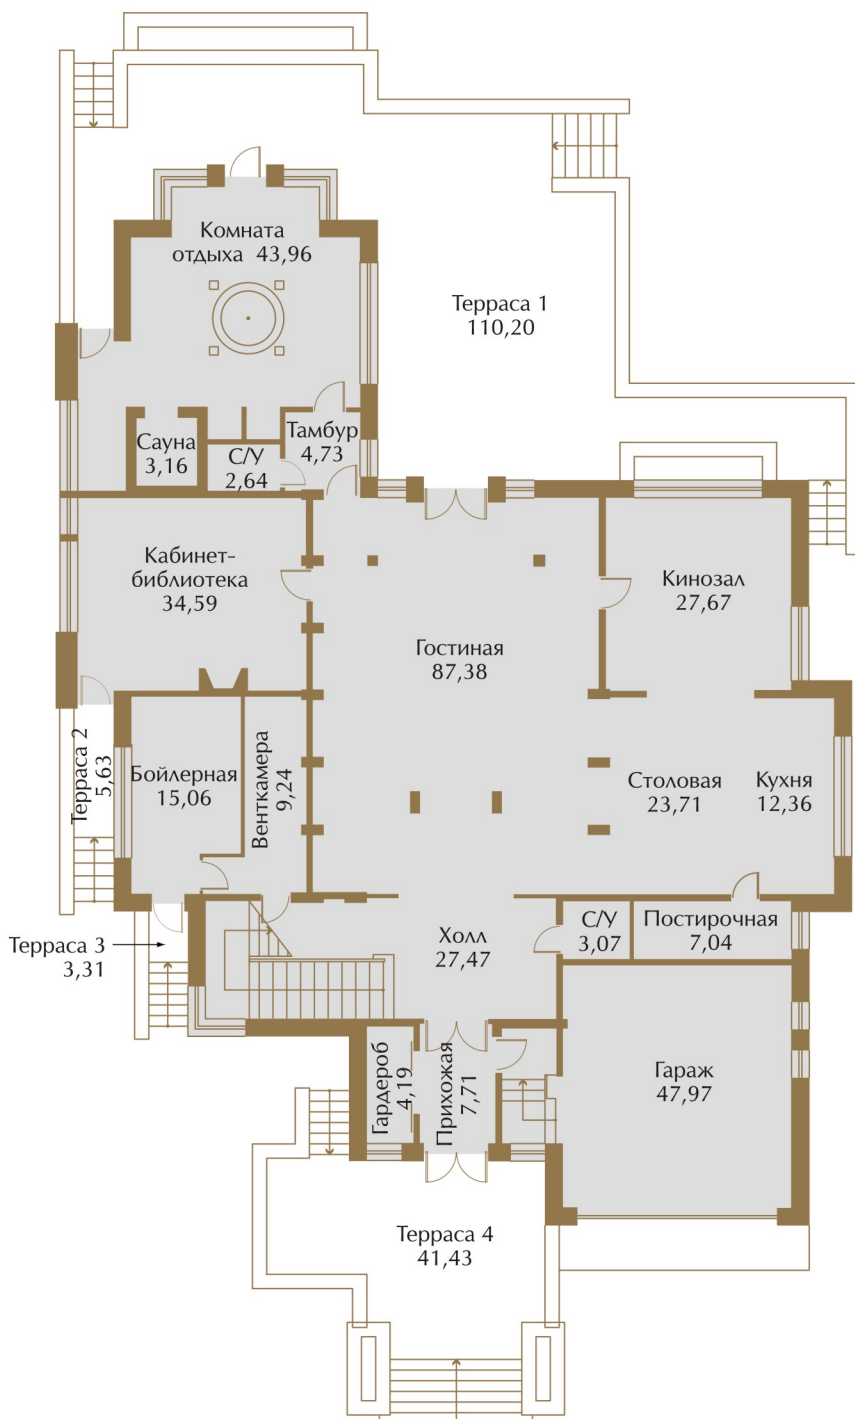 Комната
отдыха 43,96
Терраса 1
110,20
Сауна
3,16
С/У
2,64
Тамбур
4,73
Кабинет-
библиотека
34,59
Кинозал
27,67
Гостиная
87,38
Терраса 2
5,63
Бойлерная
15,06
Венткамера
9,24
Столовая
23,71
Кухня
12,36
Терраса 3
3,31
Холл
27,47
С/У
3,07
Постирочная
7,04
Гардероб
4,19
Прихожая
7,71
Гараж
47,97
Терраса 4
41,43